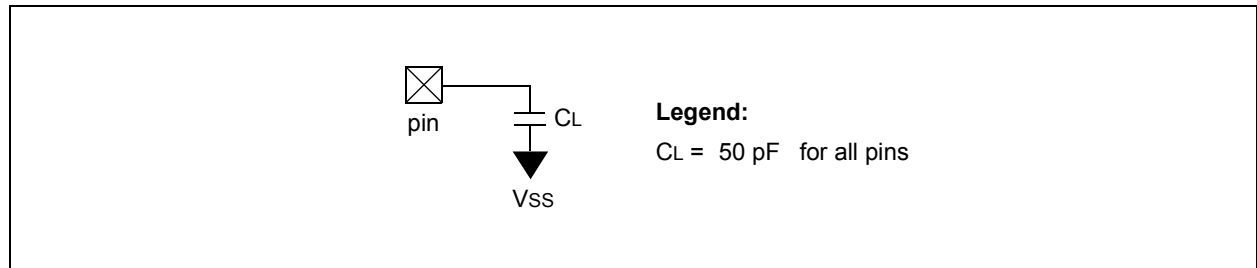 pin
CL
VSS
Legend:
CL = 50 pF for all pins